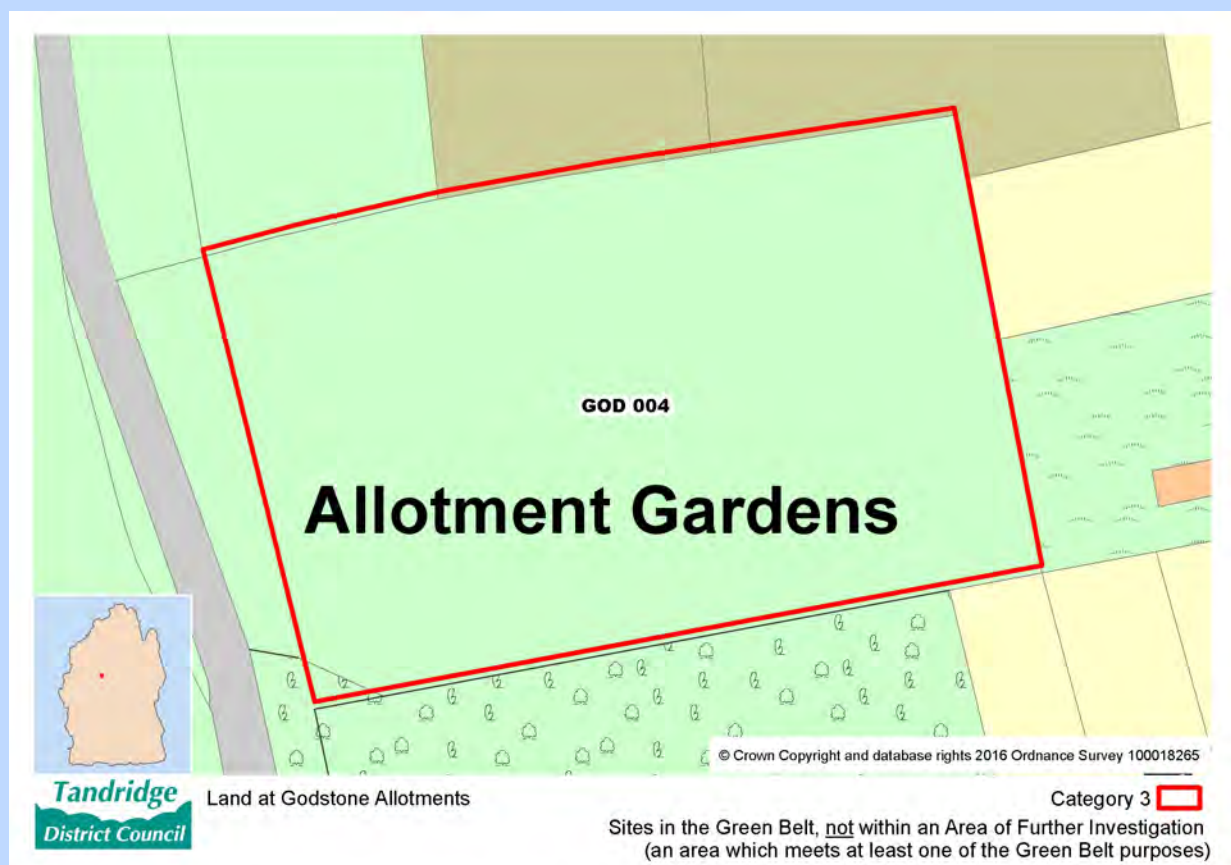 GOD 004
Allotment Gardens
© Crown Copyright and database rights 2016 Ordnance Survey 100018265
Tandridge
District Council
Land at Godstone Allotments
Category 3
Sites in the Green Belt, not within an Area of Further Investigation
(an area which meets at least one of the Green Belt purposes)